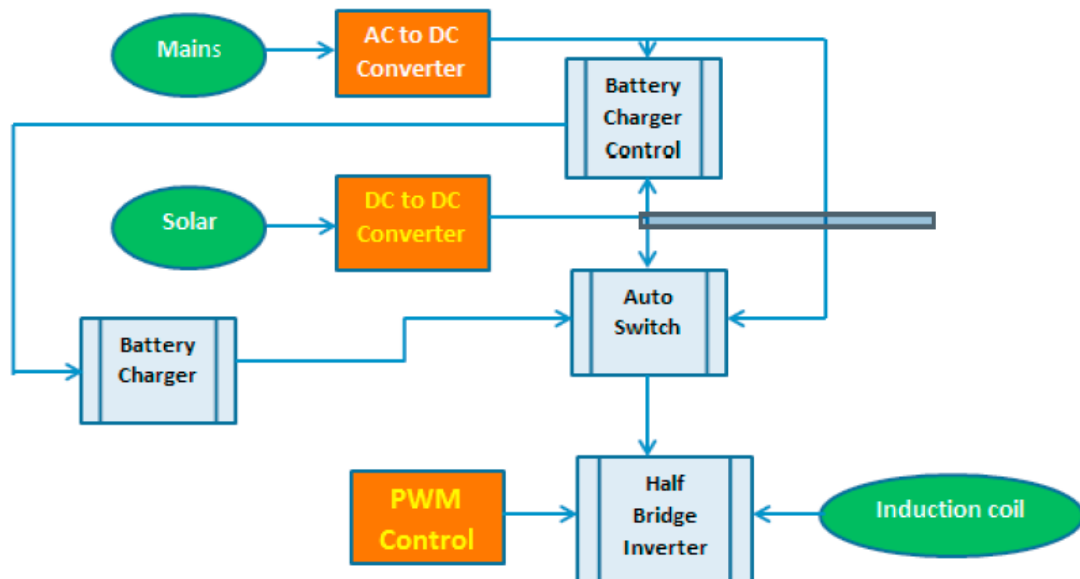 Mains
AC to DC
Converter
Battery
Charger
Control
Solar
DC to DC
Converter
Auto
Switch
Battery
Charger
PWM
Control
Half
Bridge
Inverter
Induction coil